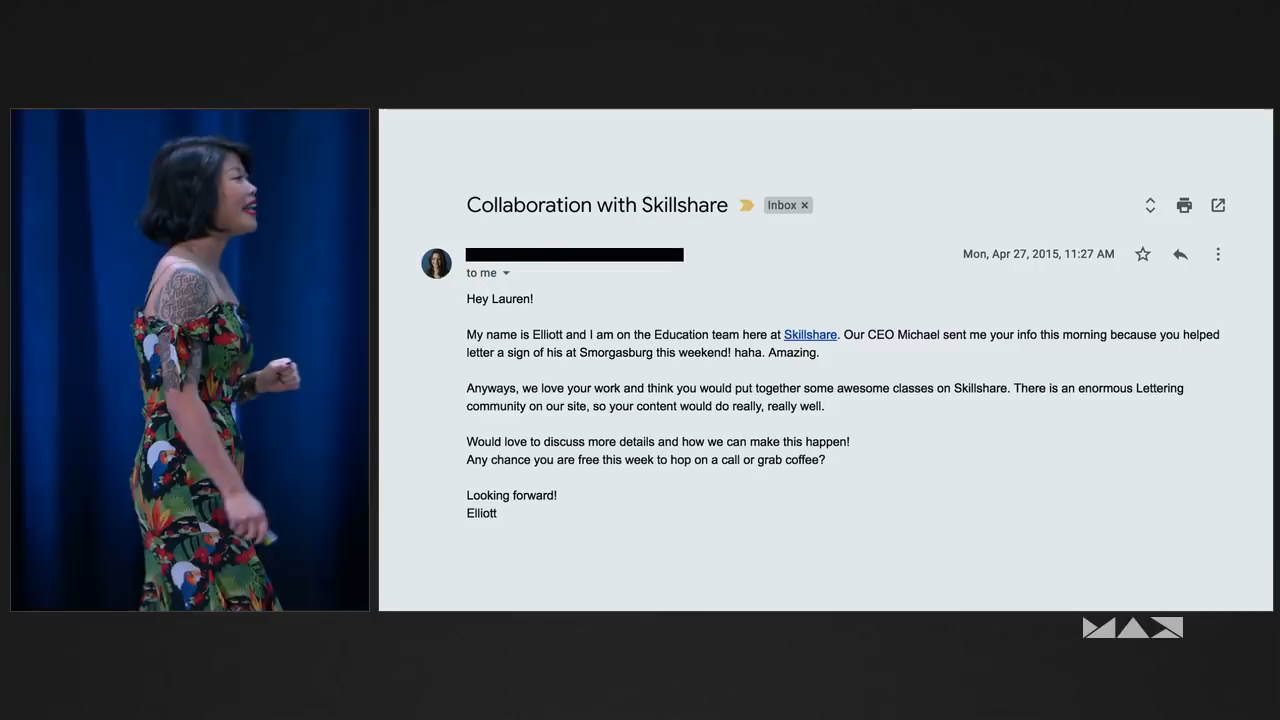 Collaboration with Skillshare
Inbox ×
Mon, Apr 27, 2015, 11:27 AM
to me
Hey Lauren!
My name is Elliott and I am on the Education team here at Skillshare. Our CEO Michael sent me your info this morning because you helped
letter a sign of his at Smorgasburg this weekend! haha. Amazing.
Anyways, we love your work and think you would put together some awesome classes on Skillshare. There is an enormous Lettering
community on our site, so your content would do really, really well.
Would love to discuss more details and how we can make this happen!
Any chance you are free this week to hop on a call or grab coffee?
Looking forward!
Elliott
MAX